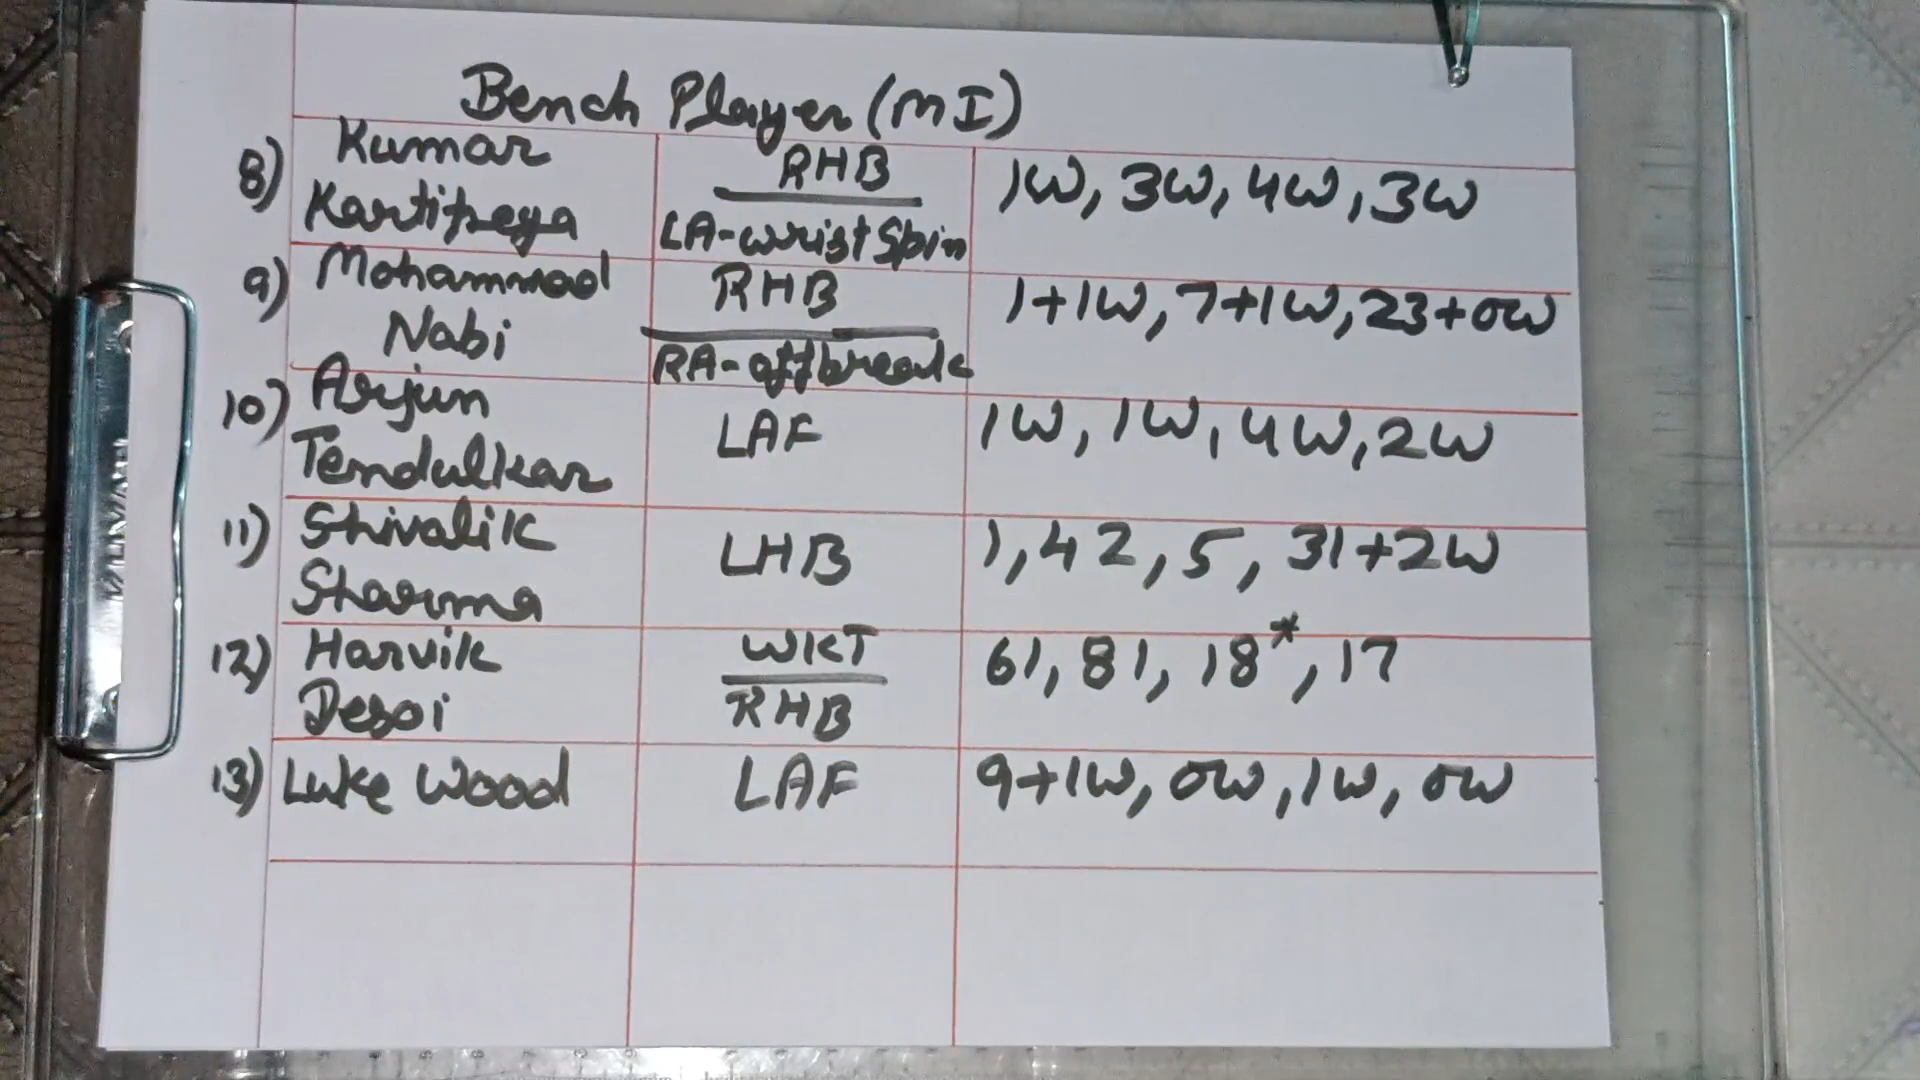 Bench Player (MI)
8) Kumar Kartikeya
RHB
LA-wrist Spin
1W, 3W, 4W, 3W
9) Mohammad Nabi
RHB
RA-offbreak
1+1W, 7+1W, 23+0W
10) Arjun Tendulkar
LAF
1W, 1W, 4W, 2W
11) Shivalik Sharma
LHB
1, 42, 5, 31+2W
12) Harvik Desai
WKT
RHB
61, 81, 18*, 17
13) Luke Wood
LAF
9+1W, 0W, 1W, 0W